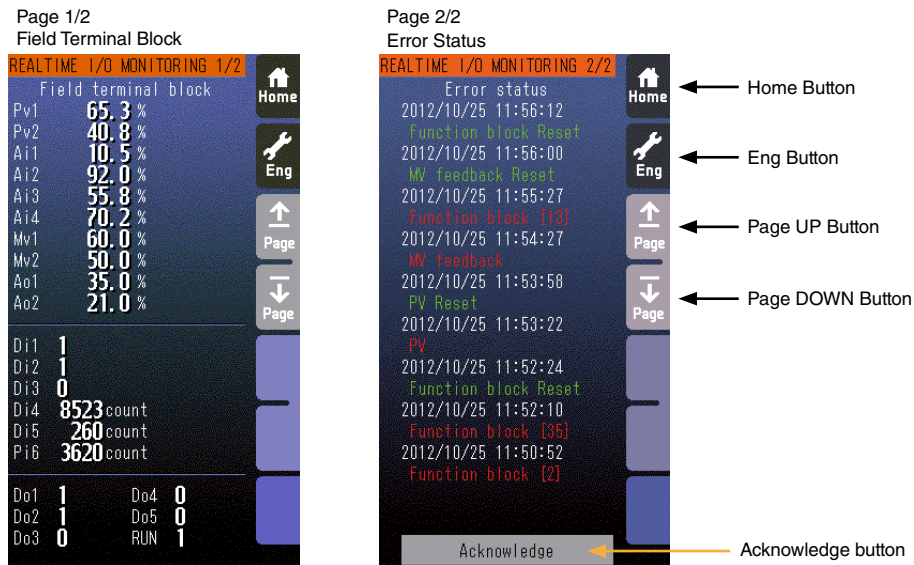 Page 1/2
Field Terminal Block
REALTIME I/O MONITORING 1/2
Field terminal block
Pv1 65.3 %
Pv2 40.8 %
Ai1 10.5 %
Ai2 92.0 %
Ai3 55.8 %
Ai4 70.2 %
Mv1 60.0 %
Mv2 50.0 %
Ao1 35.0 %
Ao2 21.0 %
Di1 1
Di2 1
Di3 0
Di4 8523 count
Di5 260 count
Pi6 3620 count
Do1 1 Do4 0
Do2 1 Do5 0
Do3 0 RUN 1
Home
Eng
Page
Page
Page 2/2
Error Status
REALTIME I/O MONITORING 2/2
Error status
2012/10/25 11:56:12
Function block Reset
2012/10/25 11:56:00
MV feedback Reset
2012/10/25 11:55:27
Function block [13]
2012/10/25 11:54:27
MV feedback
2012/10/25 11:53:58
PV Reset
2012/10/25 11:53:22
PV
2012/10/25 11:52:24
Function block Reset
2012/10/25 11:52:10
Function block [35]
2012/10/25 11:50:52
Function block [2]
Acknowledge
Home
Eng
Page
Page
Home Button
Eng Button
Page UP Button
Page DOWN Button
Acknowledge button